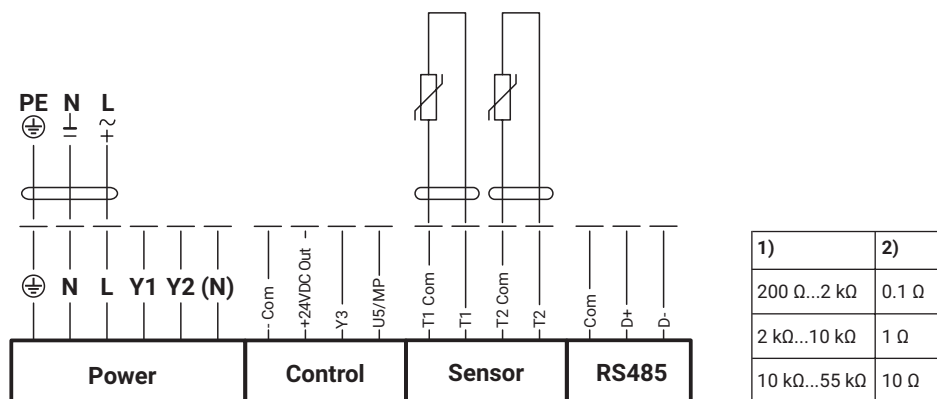 PE N L
N L Y1 Y2 (N)
- Com
+24VDC Out
Y3
U5/MP
T1 Com
T1
T2 Com
T2
Com
D+
D-
Power
Control
Sensor
RS485
1) 2)
200 Ω...2 kΩ 0.1 Ω
2 kΩ...10 kΩ 1 Ω
10 kΩ...55 kΩ 10 Ω